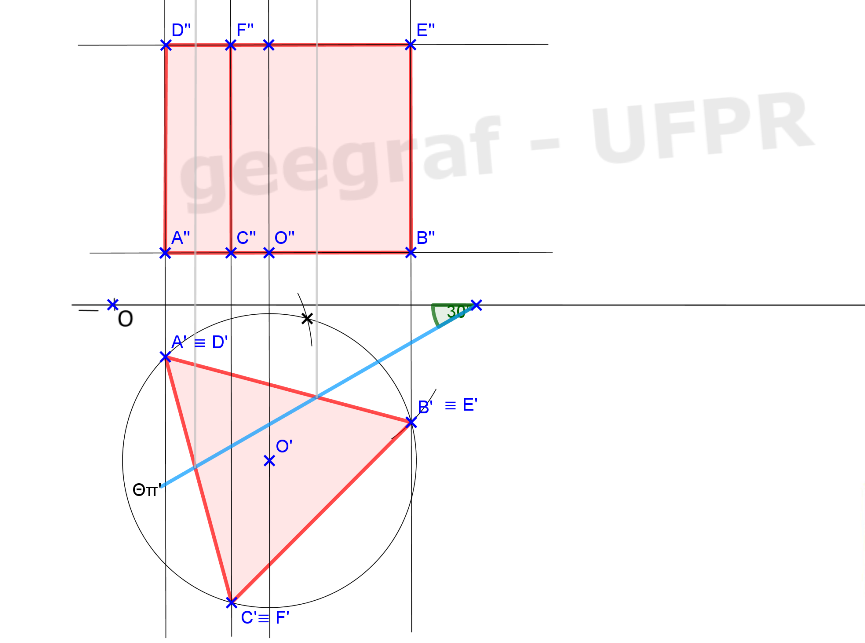 D" F" E"
geegraf - UFPR
A" C" O" B"
O
30°
A' ≡ D'
B' ≡ E'
O'
Θπ'
C'≡ F'